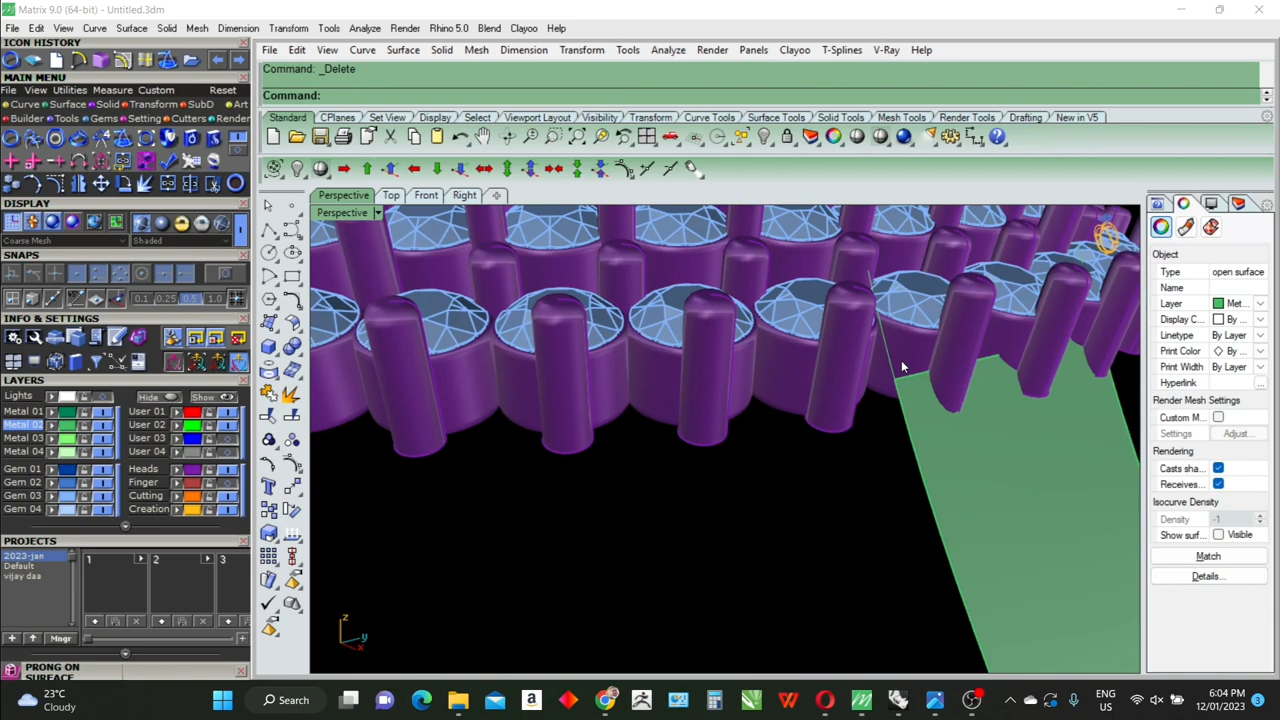 Matrix 9.0 (64-bit) - Untitled.3dm
File Edit View Curve Surface Solid Mesh Dimension Transform Tools Analyze Render Rhino 5.0 Blend Clayoo Help
ICON HISTORY
MAIN MENU
File View Utilities Measure Custom Reset
Curve Surface Solid Transform SubD Art
Builder Tools Gems Setting Cutters Render
DISPLAY
Coarse Mesh Shaded
SNAPS
0.1 0.25 0.5 1.0
INFO & SETTINGS
LAYERS
Lights Hide Show
Metal 01 User 01
Metal 02 User 02
Metal 03 User 03
Metal 04 User 04
Gem 01 Heads
Gem 02 Finger
Gem 03 Cutting
Gem 04 Creation
PROJECTS
2023-jan
Default
vijay daa
1 2 3
Mngr
PRONG ON
SURFACE
File Edit View Curve Surface Solid Mesh Dimension Transform Tools Analyze Render Panels Clayoo T-Splines V-Ray Help
Command: _Delete
Command:
Standard CPlanes Set View Display Select Viewport Layout Visibility Transform Curve Tools Surface Tools Solid Tools Mesh Tools Render Tools Drafting New in V5
Perspective Top Front Right
Perspective
z
y
x
Object
Type open surface
Name
Layer Met...
Display C... By ...
Linetype By Layer
Print Color By ...
Print Width By Layer
Hyperlink ...
Render Mesh Settings
Custom M...
Settings Adjust...
Rendering
Casts sha...
Receives...
Isocurve Density
Density -1
Show surf... Visible
Match
Details...
23°C
Cloudy
Search
ENG
US
6:04 PM
12/01/2023